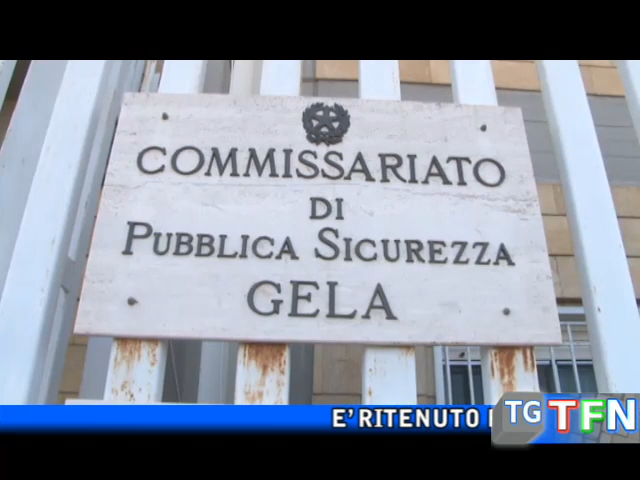 COMMISSARIATO
DI
PUBBLICA SICUREZZA
GELA
E' RITENUTO
TG TFN